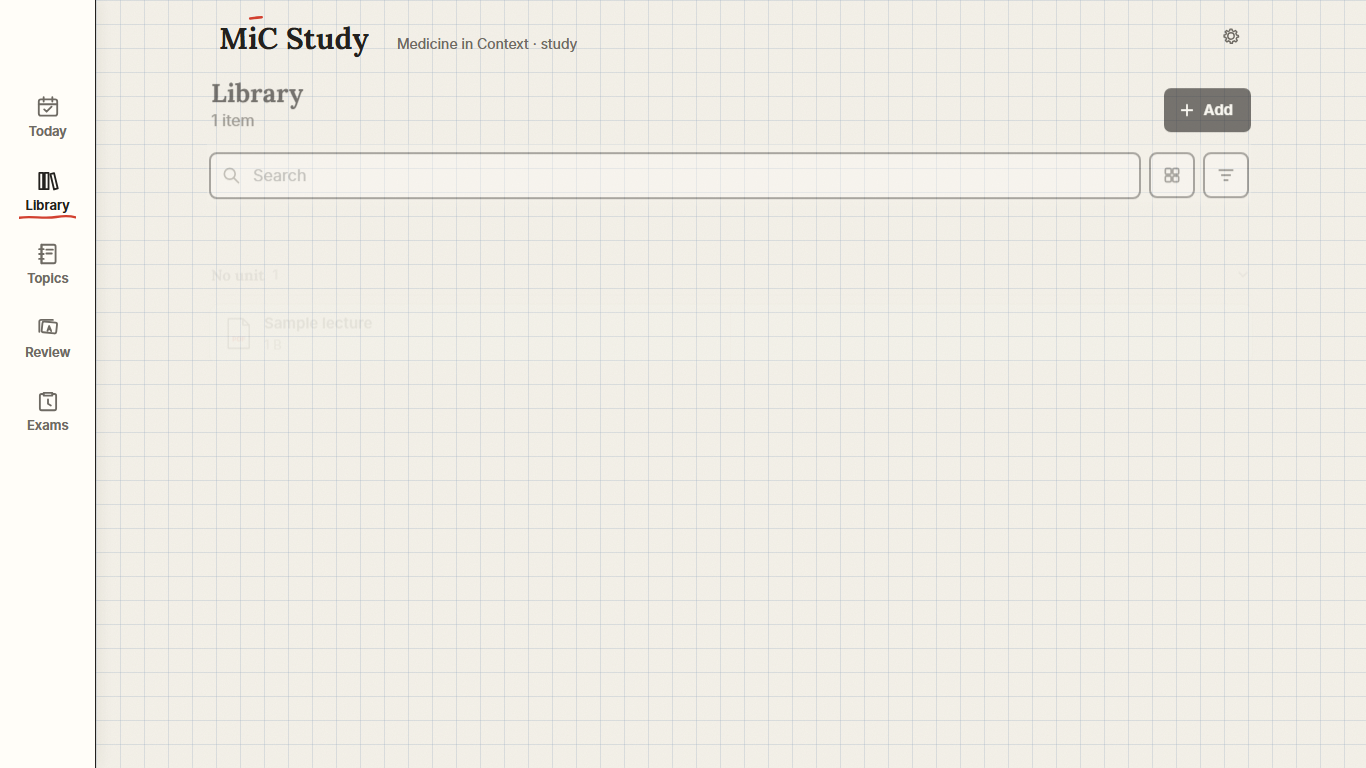 MiC Study
Medicine in Context · study
Library
1 item
+ Add
Search
No unit 1
Sample lecture
Today
Library
Topics
Review
Exams